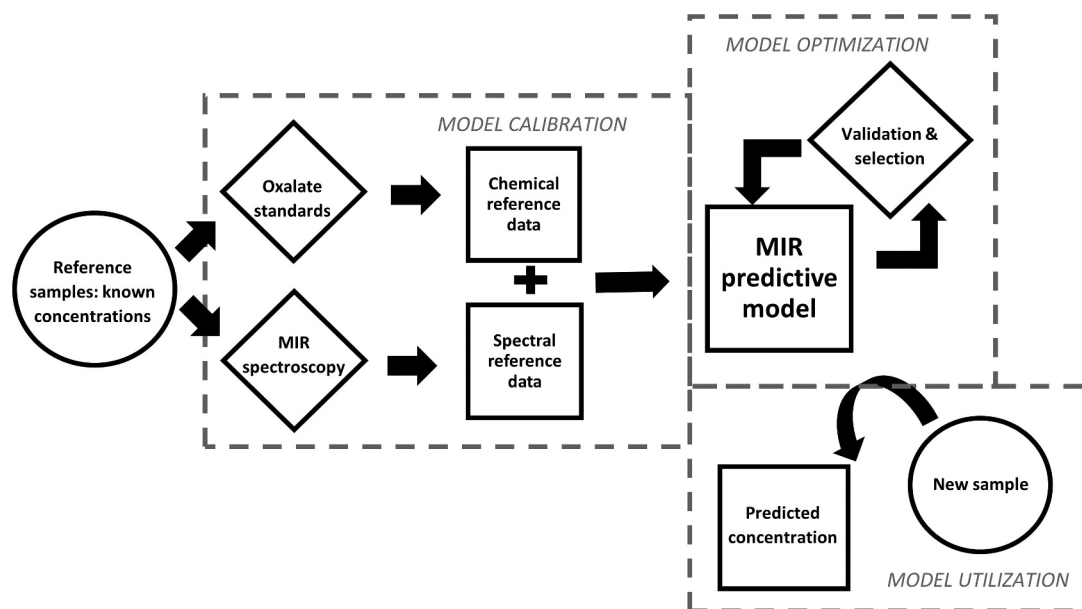 MODEL OPTIMIZATION
MODEL CALIBRATION
Validation &
selection
Oxalate
standards
Chemical
reference
data
Reference
samples: known
concentrations
MIR
predictive
model
MIR
spectroscopy
Spectral
reference
data
New sample
Predicted
concentration
MODEL UTILIZATION